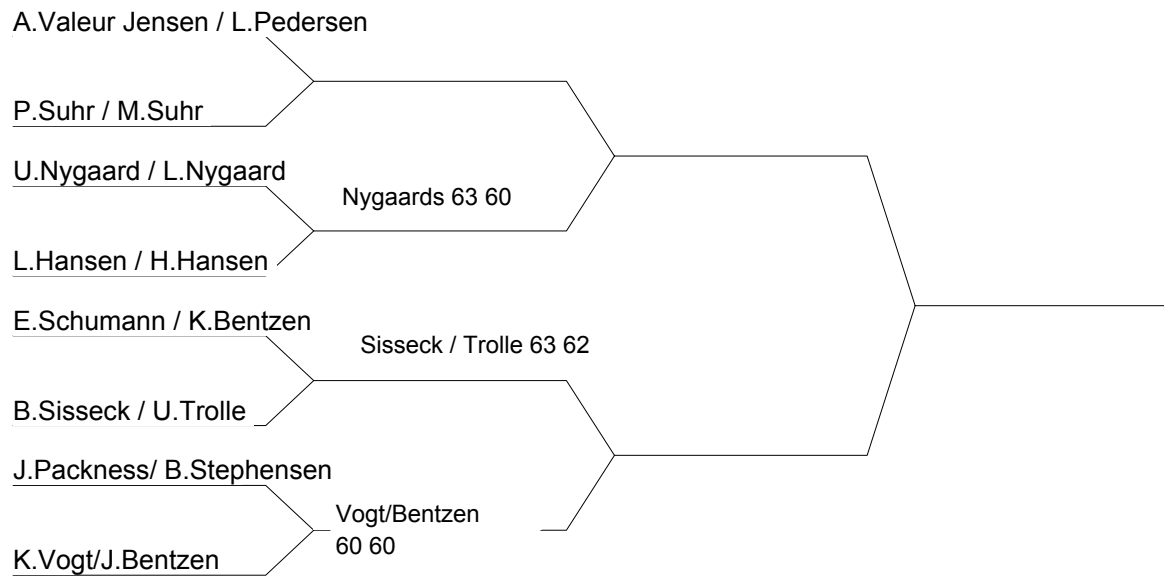 A.Valeur Jensen / L.Pedersen
P.Suhr / M.Suhr
U.Nygaard / L.Nygaard
Nygaards 63 60
L.Hansen / H.Hansen
E.Schumann / K.Bentzen
Sisseck / Trolle 63 62
B.Sisseck / U.Trolle
J.Packness/ B.Stephensen
Vogt/Bentzen
60 60
K.Vogt/J.Bentzen